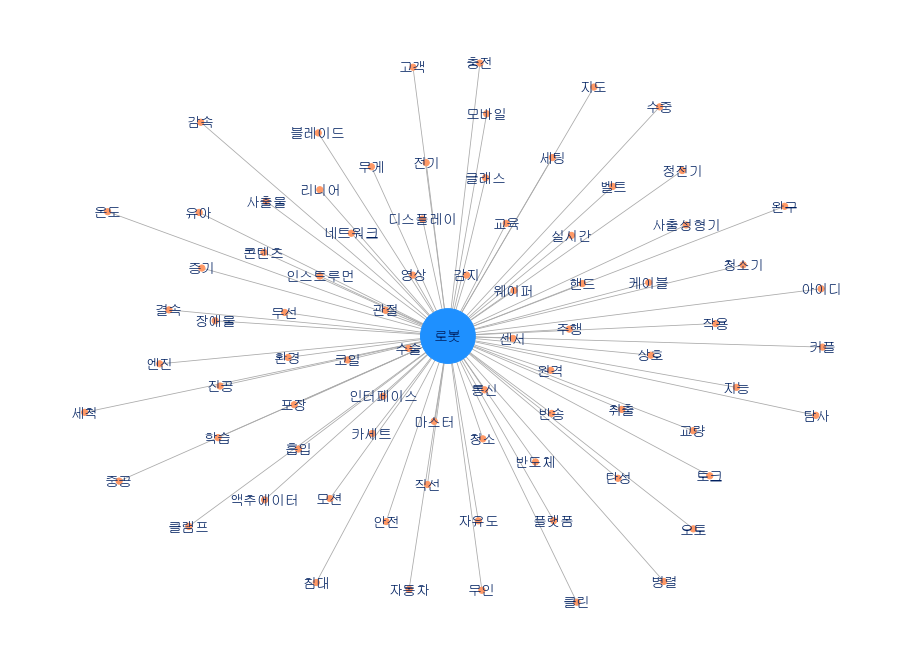 고객
충전
지도
수중
모바일
감속
블레이드
세팅
전기
무게
정전기
클래스
벨트
리니어
사출물
온도
유아
완구
디스플레이
교육
사출성형기
네트워크
실시간
콘텐츠
청소기
증기
인스트루먼
영상
감지
핸드
케이블
웨이퍼
아이디
결속
무선
관절
장애물
작용
주행
로봇
센서
커플
수술
상호
환경
코일
엔진
원격
진공
지능
통신
인터페이스
포장
취출
세척
반송
탐사
마스터
교량
카세트
학습
청소
흡입
반도체
토크
탄성
중공
직선
액추에이터
모션
안전
자유도
플랫폼
클램프
오토
침대
병렬
자동차
무인
클린